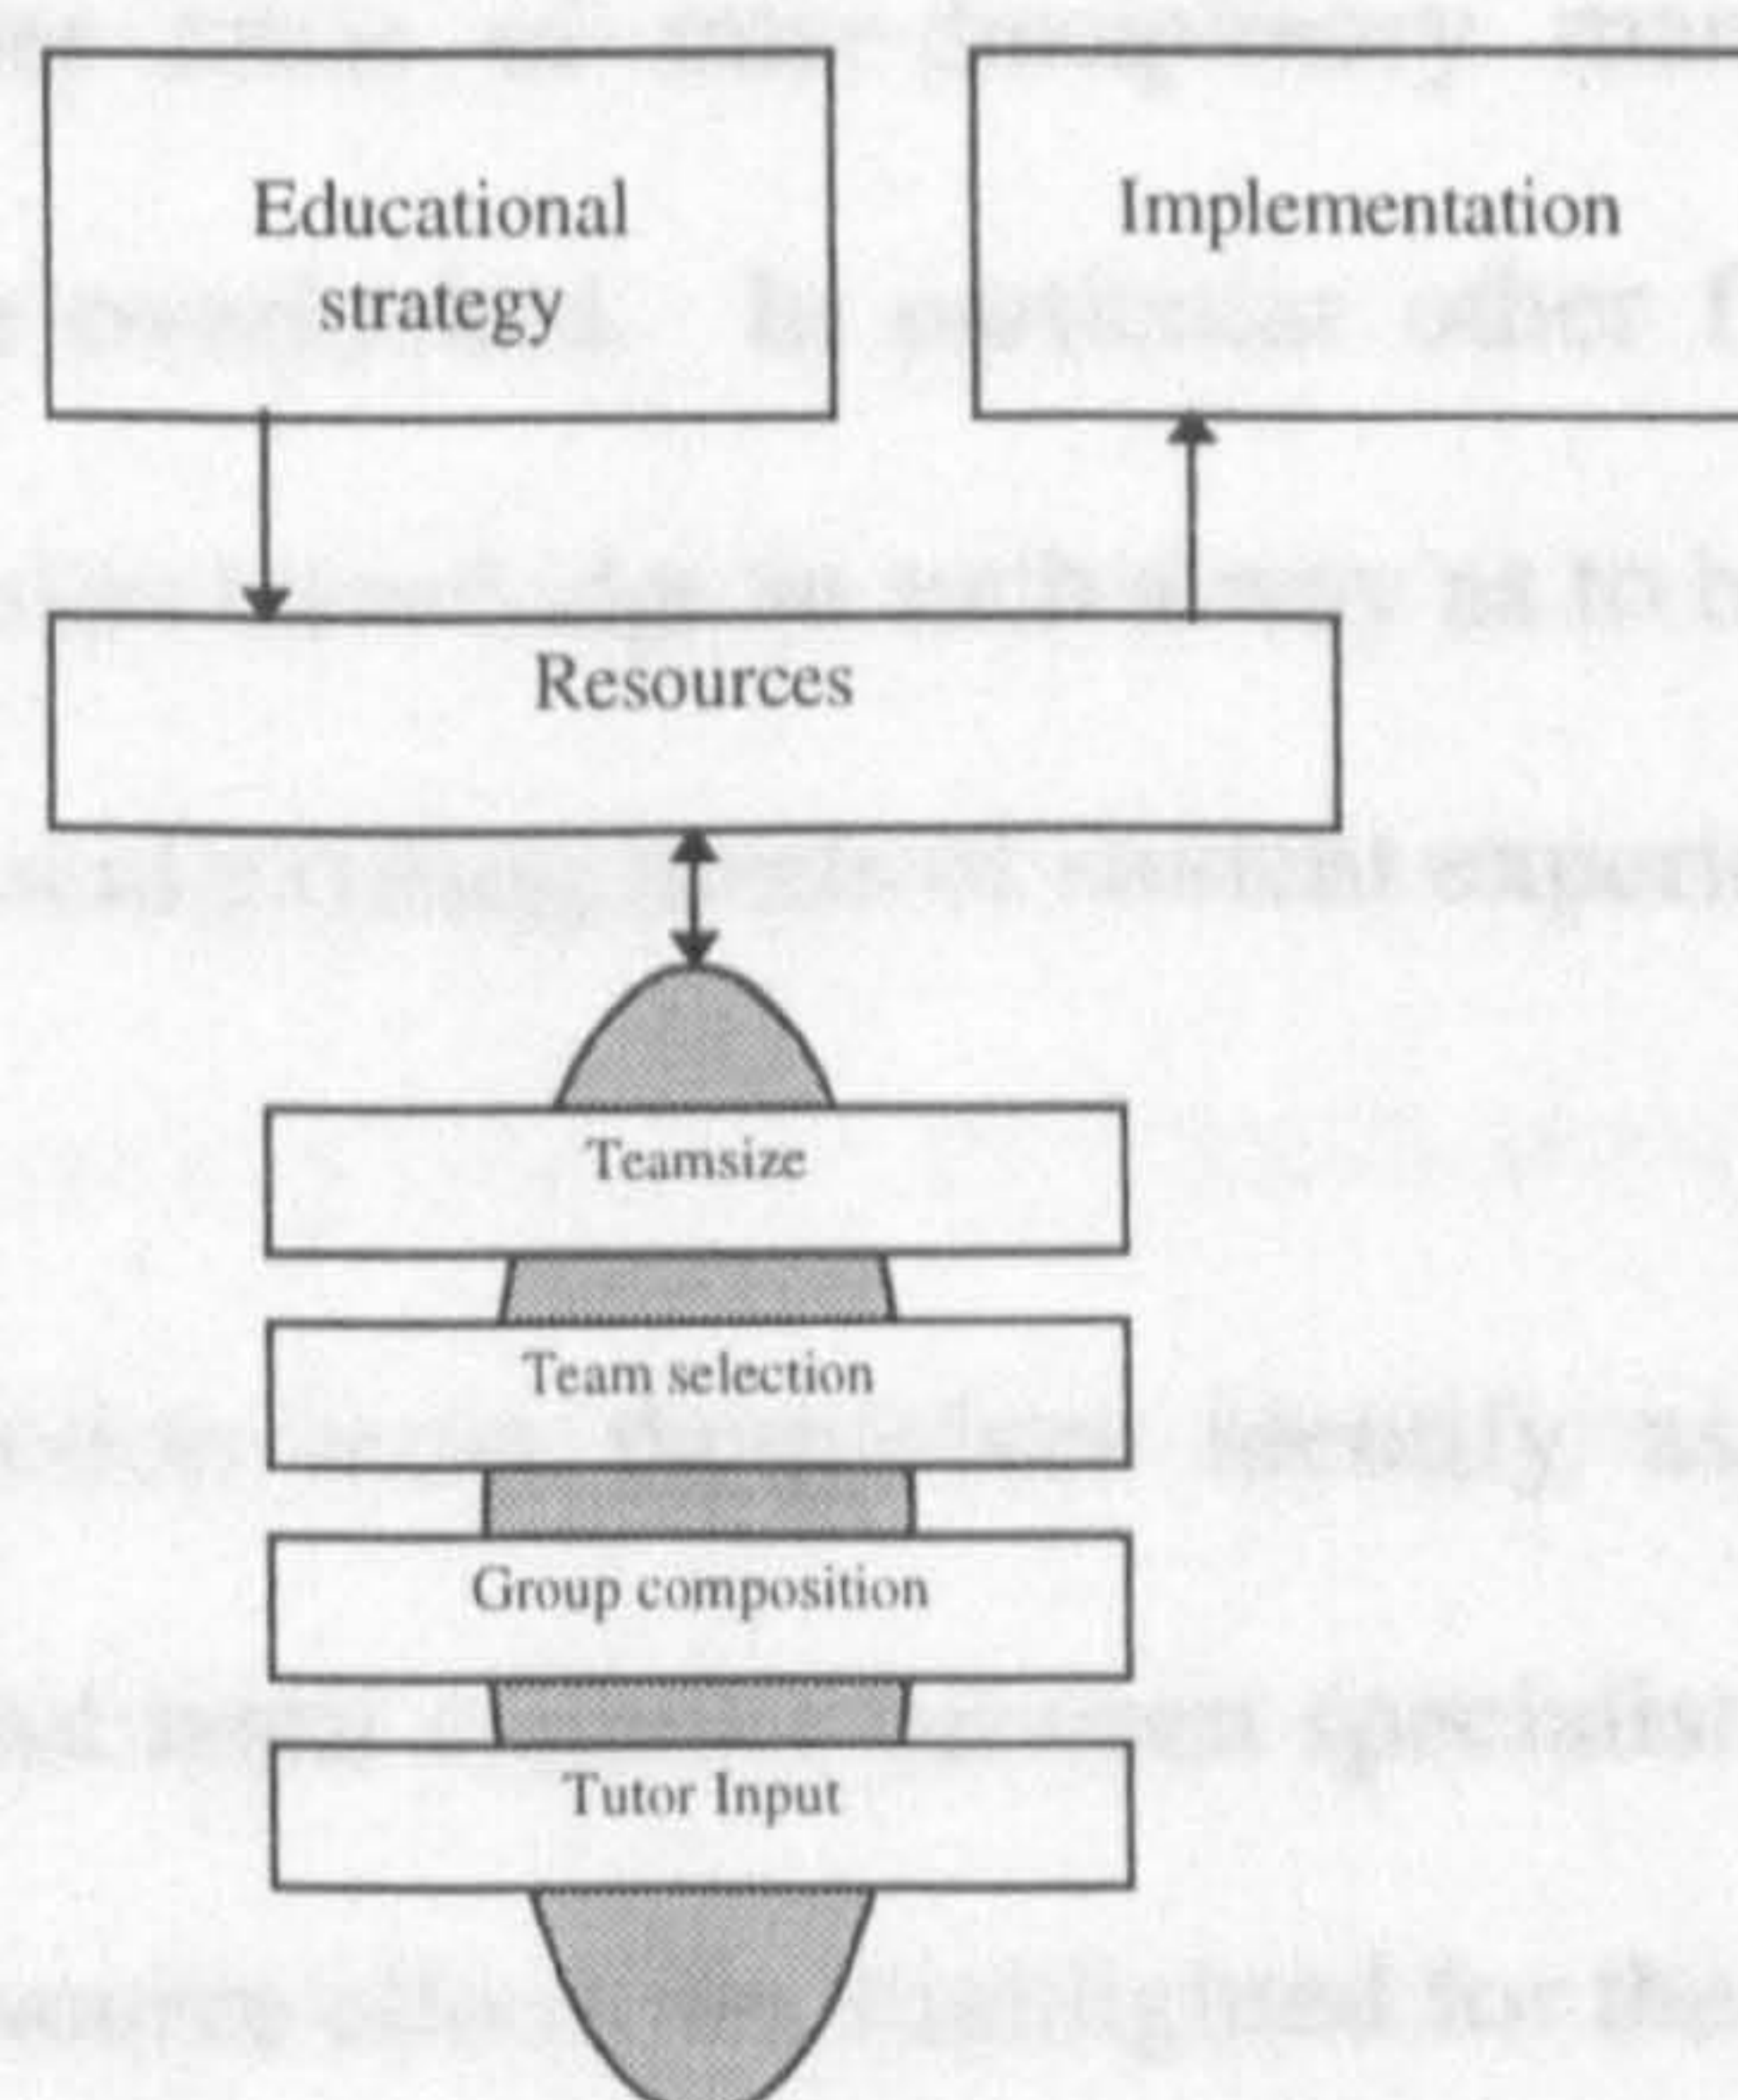 Educational
strategy
Implementation
Resources
Teamsize
Team selection
Group composition
Tutor Input